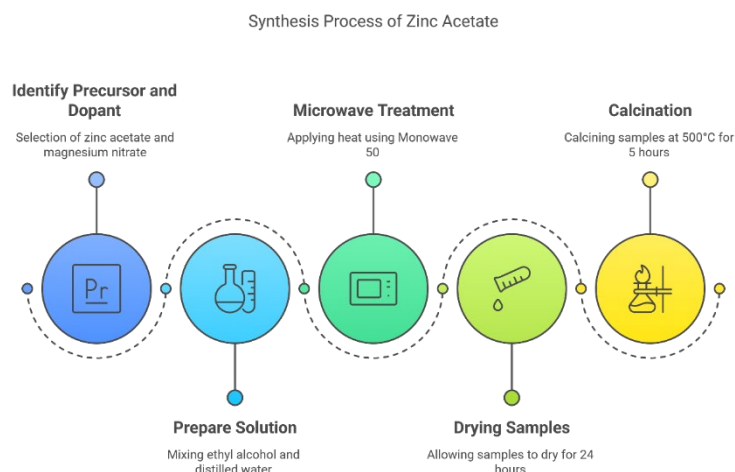 Synthesis Process of Zinc Acetate
Identify Precursor and
Dopant
Selection of zinc acetate and
magnesium nitrate
Microwave Treatment
Applying heat using Monowave
50
Calcination
Calcining samples at 500°C for
5 hours
Pr
Prepare Solution
Mixing ethyl alcohol and
distilled water
Drying Samples
Allowing samples to dry for 24
hours